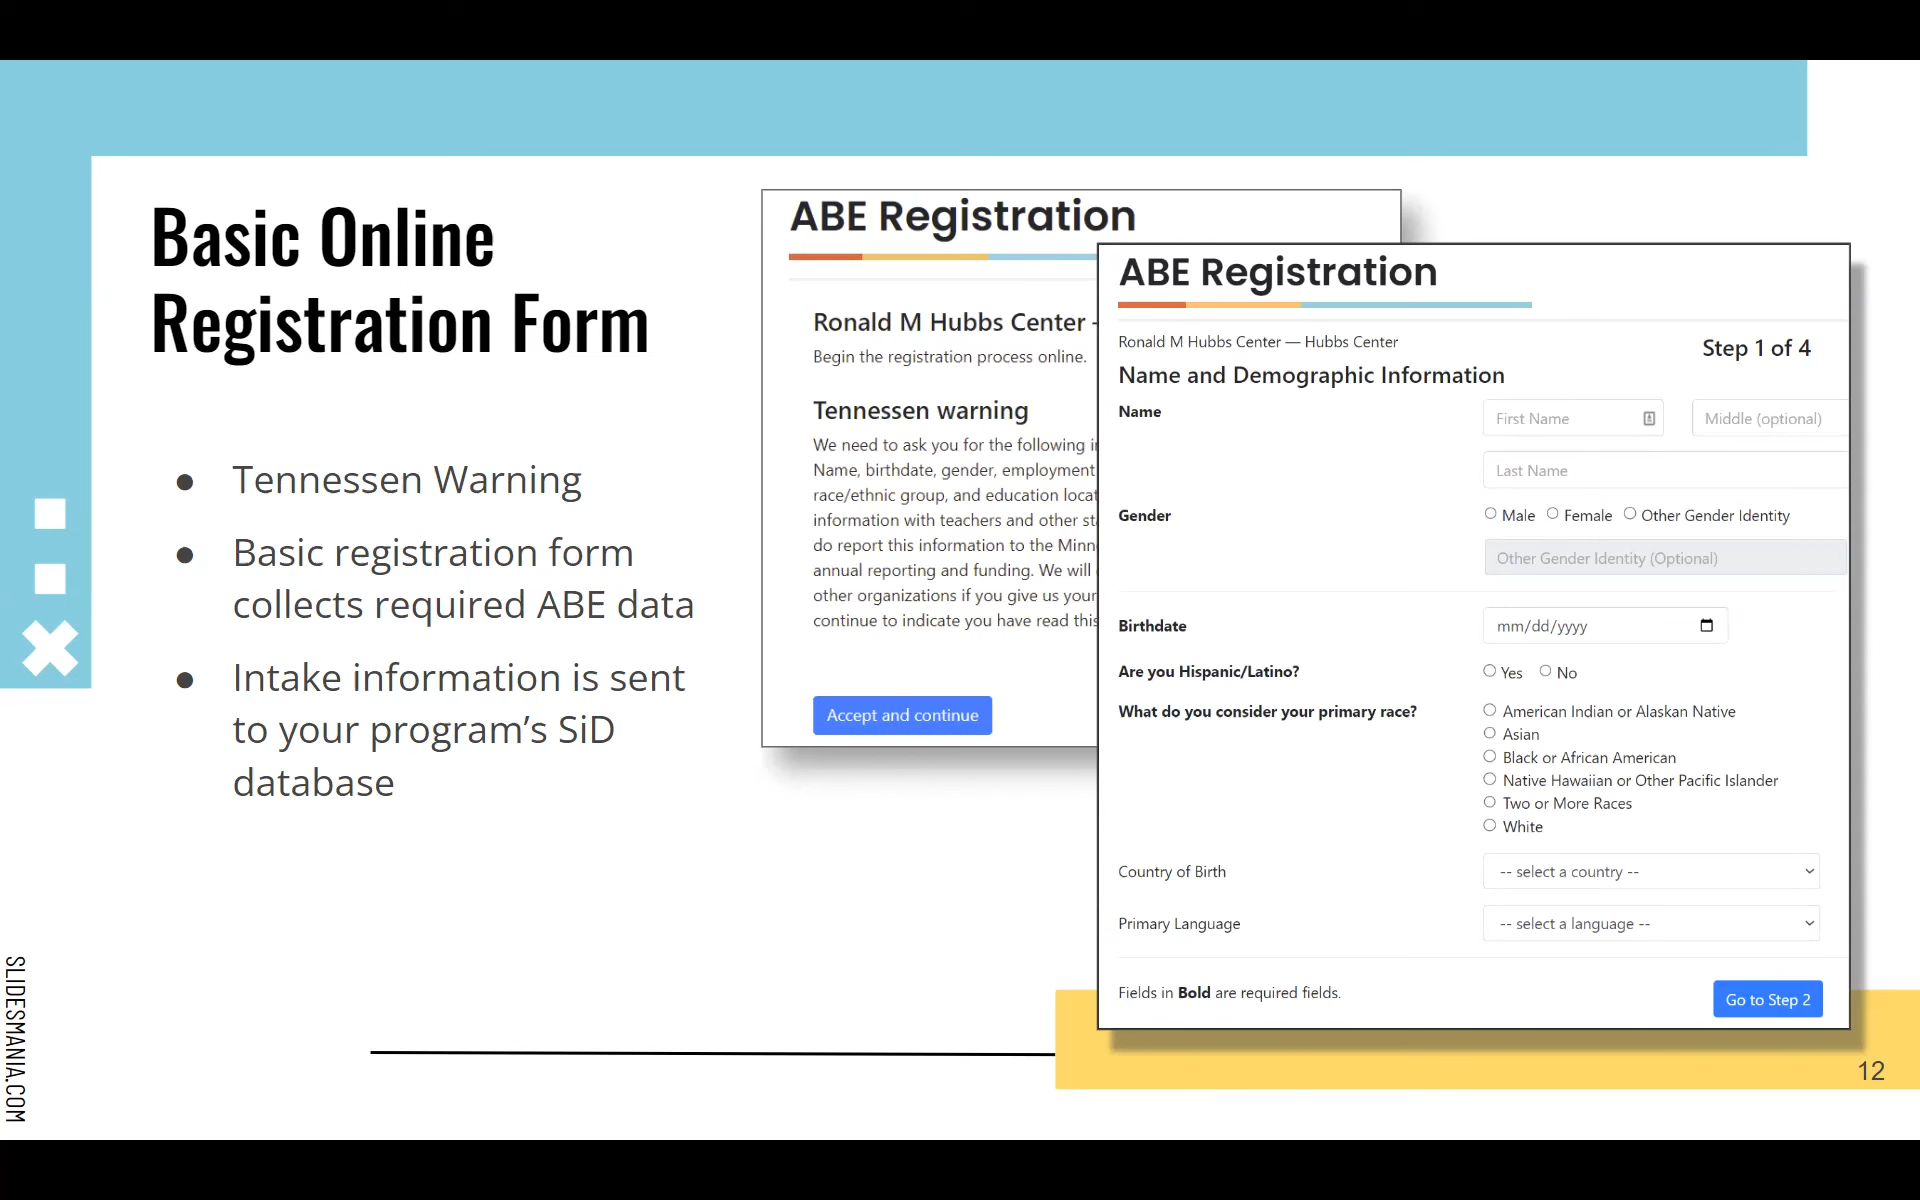 Basic Online
Registration Form
● Tennessen Warning
● Basic registration form
collects required ABE data
● Intake information is sent
to your program’s SiD
database
ABE Registration
Ronald M Hubbs Center -
Begin the registration process online.
Tennessen warning
We need to ask you for the following
Name, birthdate, gender, employment
race/ethnic group, and education
information with teachers and other
do report this information to the
annual reporting and funding. We will
other organizations if you give us your
continue to indicate you have read this
Accept and continue
ABE Registration
Ronald M Hubbs Center — Hubbs Center
Step 1 of 4
Name and Demographic Information
Name
First Name
Middle (optional)
Last Name
Gender
Male Female Other Gender Identity
Other Gender Identity (Optional)
Birthdate
mm/dd/yyyy
Are you Hispanic/Latino?
Yes No
What do you consider your primary race?
American Indian or Alaskan Native
Asian
Black or African American
Native Hawaiian or Other Pacific Islander
Two or More Races
White
Country of Birth
-- select a country --
Primary Language
-- select a language --
Fields in Bold are required fields.
Go to Step 2
12
SLIDESMANIA.COM